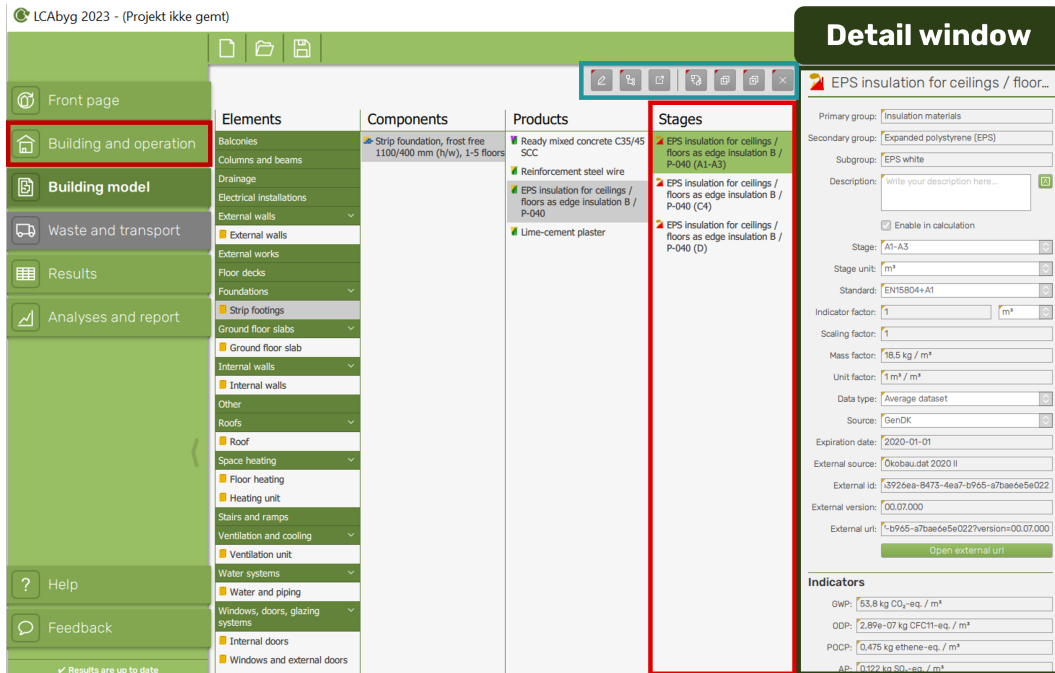 LCAbyg 2023 - (Projekt ikke gemt)
Detail window
Front page
Building and operation
Building model
Waste and transport
Results
Analyses and report
Help
Feedback
✔ Results are up to date
Elements
Balconies
Columns and beams
Drainage
Electrical installations
External walls
External walls
External works
Floor decks
Foundations
Strip footings
Ground floor slabs
Ground floor slab
Internal walls
Internal walls
Other
Roofs
Roof
Space heating
Floor heating
Heating unit
Stairs and ramps
Ventilation and cooling
Ventilation unit
Water systems
Water and piping
Windows, doors, glazing
systems
Internal doors
Windows and external doors
Components
Strip foundation, frost free
1100/400 mm (h/w), 1-5 floors
Products
Ready mixed concrete C35/45
SCC
Reinforcement steel wire
EPS insulation for ceilings /
floors as edge insulation B /
P-040
Lime-cement plaster
Stages
EPS insulation for ceilings /
floors as edge insulation B /
P-040 (A1-A3)
EPS insulation for ceilings /
floors as edge insulation B /
P-040 (C4)
EPS insulation for ceilings /
floors as edge insulation B /
P-040 (D)
EPS insulation for ceilings / floor...
Primary group: Insulation materials
Secondary group: Expanded polystyrene (EPS)
Subgroup: EPS white
Description: Write your description here...
Enable in calculation
Stage: A1-A3
Stage unit: m³
Standard: EN15804+A1
Indicator factor: 1 m³
Scaling factor: 1
Mass factor: 18,5 kg / m³
Unit factor: 1 m³ / m³
Data type: Average dataset
Source: GenDK
Expiration date: 2020-01-01
External source: Ökobau.dat 2020 II
External id: 3926ea-8473-4ea7-b965-a7bae6e5e022
External version: 00.07.000
External url: -b965-a7bae6e5e022?version=00.07.000
Open external url
Indicators
GWP: 53,8 kg CO₂-eq. / m³
ODP: 2,89e-07 kg CFC11-eq. / m³
POCP: 0,475 kg ethene-eq. / m³
AP: 0,122 kg SO₂-eq. / m³